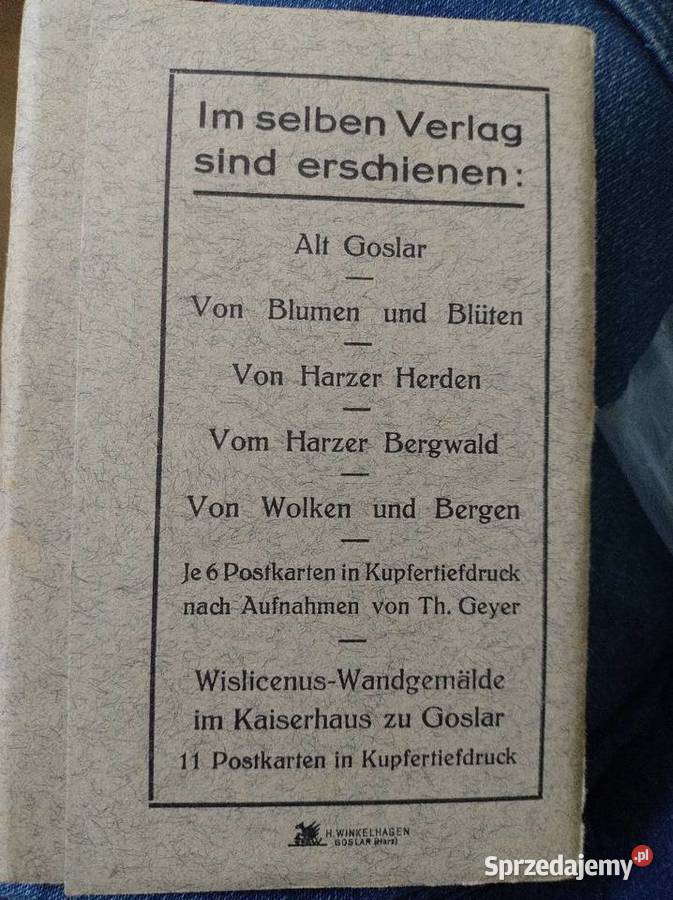 Im selben Verlag
sind erschienen:
Alt Goslar
—
Von Blumen und Blüten
—
Von Harzer Herden
—
Vom Harzer Bergwald
—
Von Wolken und Bergen
—
Je 6 Postkarten in Kupfertiefdruck
nach Aufnahmen von Th. Geyer
—
Wislicenus-Wandgemälde
im Kaiserhaus zu Goslar
11 Postkarten in Kupfertiefdruck
H. WINKELHAGEN
GOSLAR (Harz)
Sprzedajemy.pl